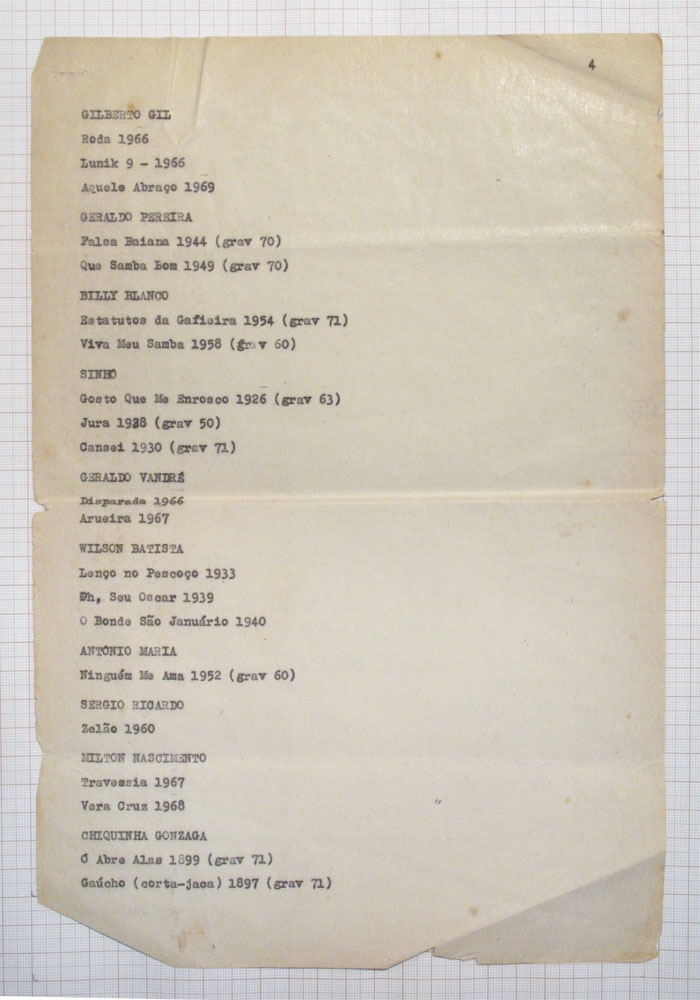 4
GILBERTO GIL
Roda 1966
Lunik 9 - 1966
Aquele Abraço 1969
GERALDO PEREIRA
Falsa Baiana 1944 (grav 70)
Que Samba Bom 1949 (grav 70)
BILLY BLANCO
Estatutos da Gafieira 1954 (grav 71)
Viva Meu Samba 1958 (grav 60)
SINHÔ
Gosto Que Me Enrosco 1926 (grav 63)
Jura 1928 (grav 50)
Cansei 1930 (grav 71)
GERALDO VANDRÉ
Disparada 1966
Arueira 1967
WILSON BATISTA
Lenço no Pescoço 1933
Oh, Seu Oscar 1939
O Bonde São Januário 1940
ANTÔNIO MARIA
Ninguém Me Ama 1952 (grav 60)
SERGIO RICARDO
Zelão 1960
MILTON NASCIMENTO
Travessia 1967
Vera Cruz 1968
CHIQUINHA GONZAGA
Ó Abre Alas 1899 (grav 71)
Gaúcho (corta-jaca) 1897 (grav 71)